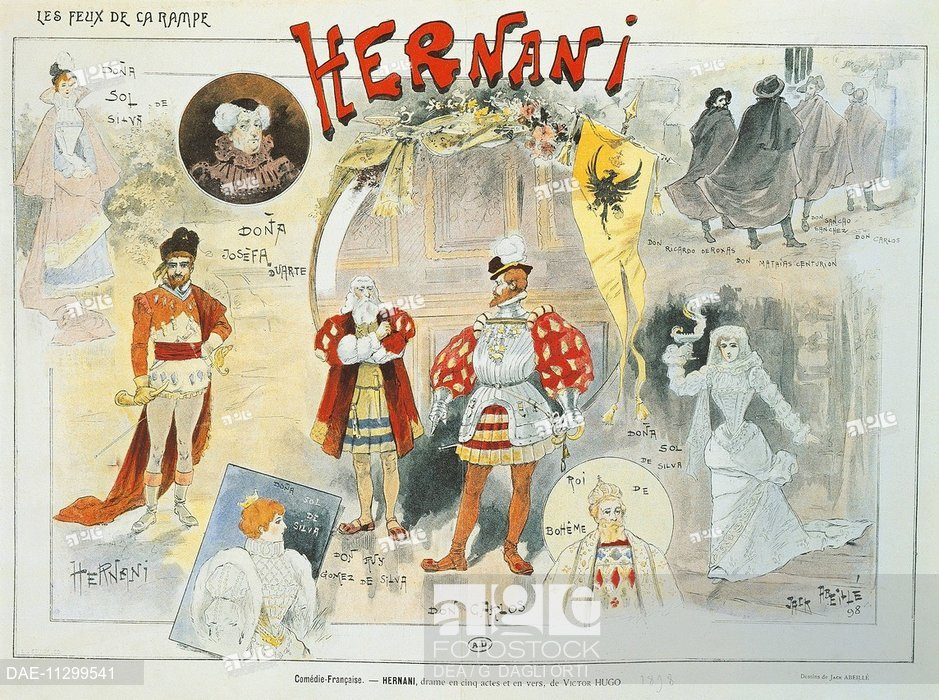 LES FEUX DE LA RAMPE
HERNANI
DOÑA
SOL DE
SILVA
DOÑA
JOSÈFA
DUARTE
DON RICARDO DE ROXAS
DON SANCHO
SANCHEZ
DON CARLOS
DON MATHIAS CENTURION
HERNANI
DOÑA SOL
DE
SILVA
DON RUY
GOMEZ DE SILVA
DON CARLOS
ROI DE
BOHÊME
DOÑA
SOL
DE SILVA
JACK ABEILLÉ
98
A.D
age
FOTOSTOCK
DEA / G. DAGLI ORTI
DAE-11299541
Comédie-Française. — HERNANI, drame en cinq actes et en vers, de VICTOR HUGO 1898
Dessins de JACK ABEILLÉ